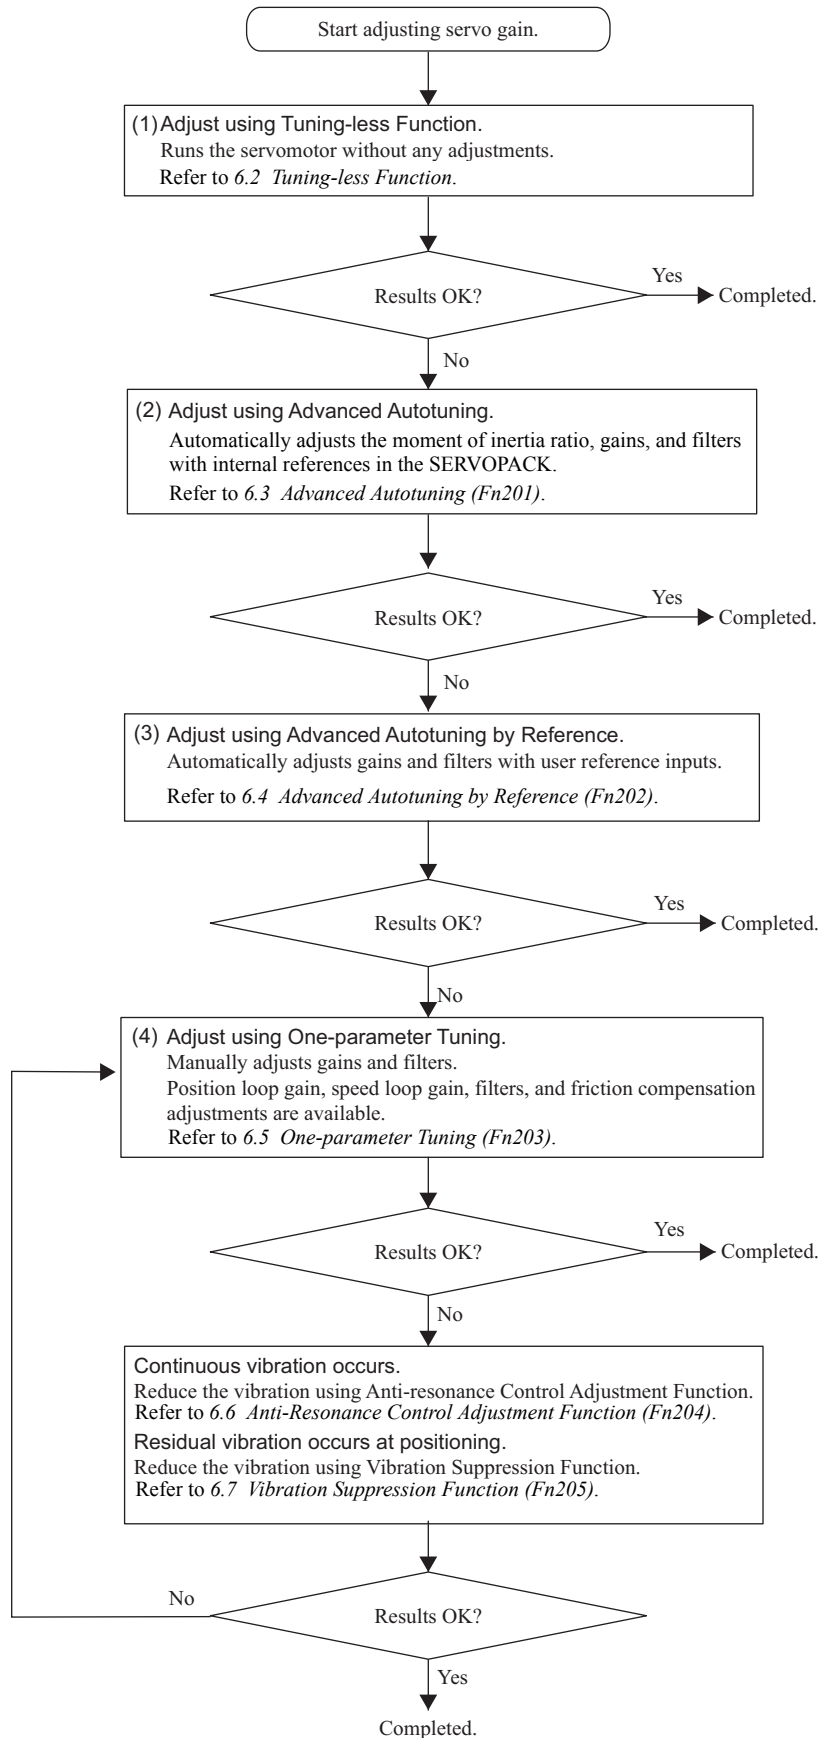 Start adjusting servo gain.
(1) Adjust using Tuning-less Function.
Runs the servomotor without any adjustments.
Refer to 6.2 Tuning-less Function.
Results OK?
Yes
Completed.
No
(2) Adjust using Advanced Autotuning.
Automatically adjusts the moment of inertia ratio, gains, and filters
with internal references in the SERVOPACK.
Refer to 6.3 Advanced Autotuning (Fn201).
Results OK?
Yes
Completed.
No
(3) Adjust using Advanced Autotuning by Reference.
Automatically adjusts gains and filters with user reference inputs.
Refer to 6.4 Advanced Autotuning by Reference (Fn202).
Results OK?
Yes
Completed.
No
(4) Adjust using One-parameter Tuning.
Manually adjusts gains and filters.
Position loop gain, speed loop gain, filters, and friction compensation
adjustments are available.
Refer to 6.5 One-parameter Tuning (Fn203).
Results OK?
Yes
Completed.
No
Continuous vibration occurs.
Reduce the vibration using Anti-resonance Control Adjustment Function.
Refer to 6.6 Anti-Resonance Control Adjustment Function (Fn204).
Residual vibration occurs at positioning.
Reduce the vibration using Vibration Suppression Function.
Refer to 6.7 Vibration Suppression Function (Fn205).
No
Results OK?
Yes
Completed.